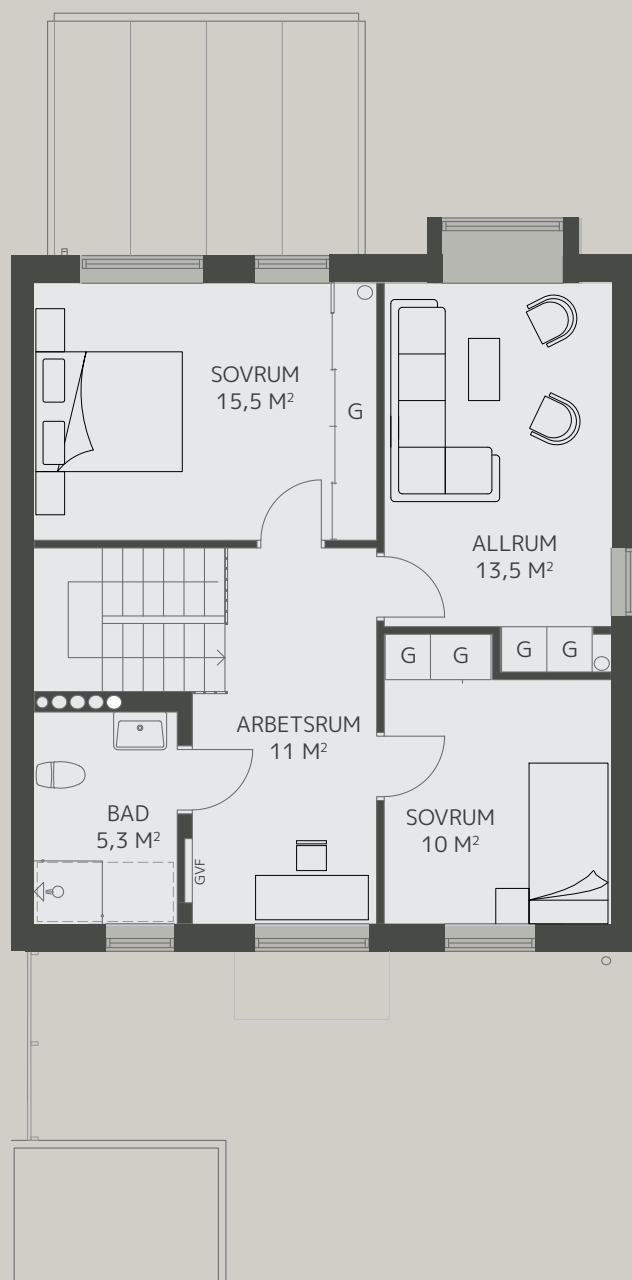 SOVRUM
15,5 M²
G
ALLRUM
13,5 M²
G G G G
ARBETSRUM
11 M²
BAD
5,3 M²
SOVRUM
10 M²
GVF